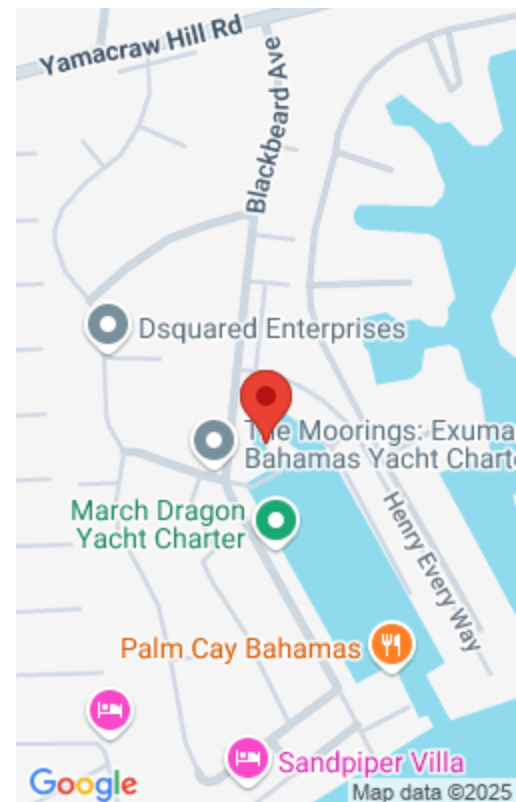 Yamacraw Hill Rd
Blackbeard Ave
Dsquared Enterprises
The Moorings: Exuma
Bahamas Yacht Charte
March Dragon
Yacht Charter
Henry Every Way
Palm Cay Bahamas
Sandpiper Villa
Google
Map data ©2025